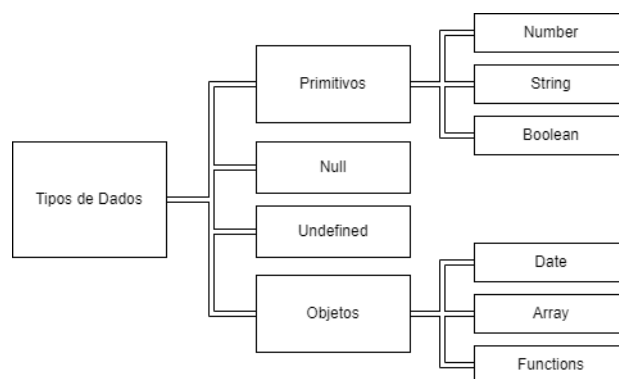 Tipos de Dados
Primitivos
Number
String
Boolean
Null
Undefined
Objetos
Date
Array
Functions